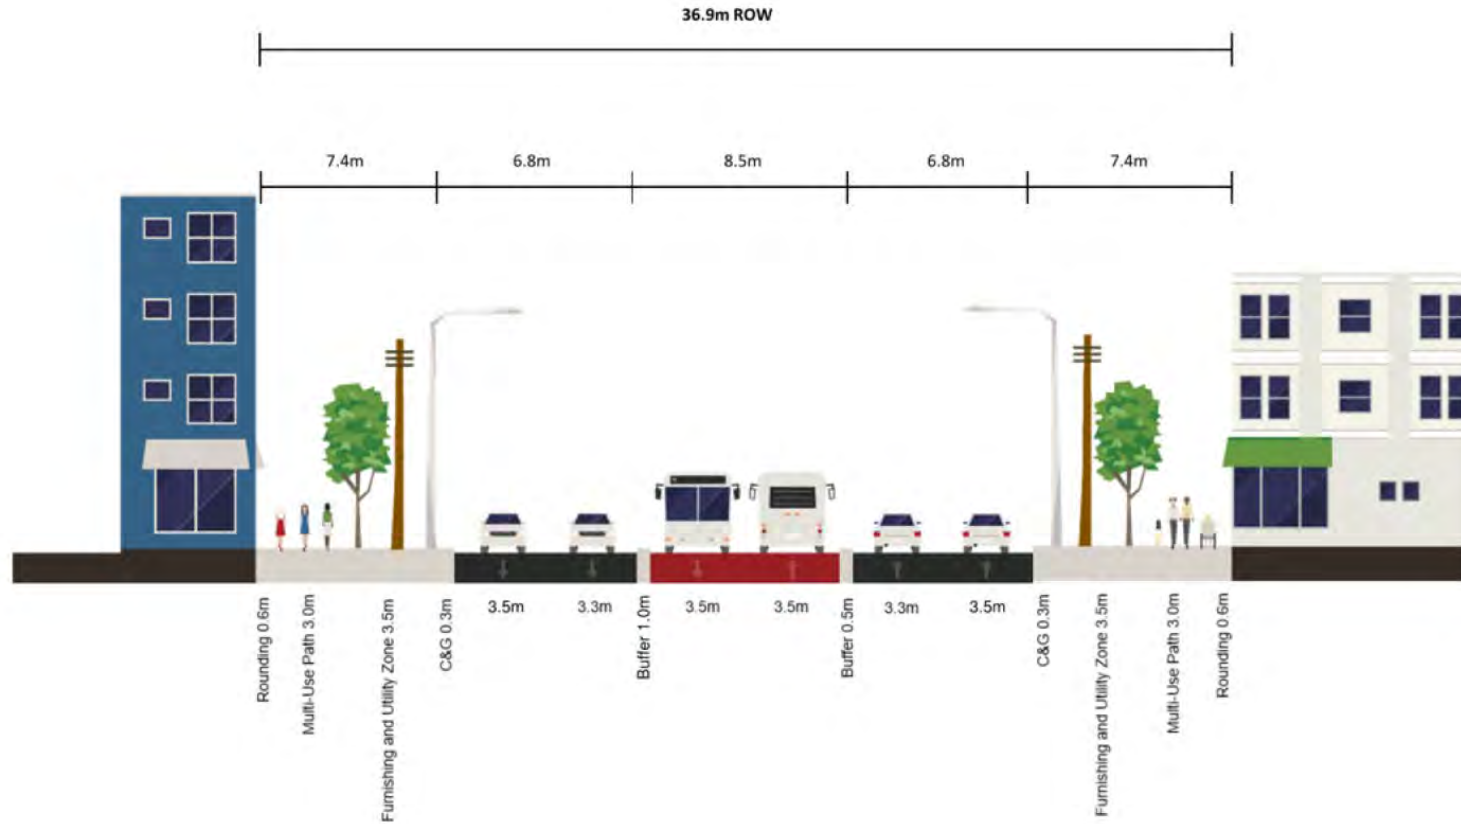 36.9m ROW
7.4m
6.8m
8.5m
6.8m
7.4m
Rounding 0.6m
Multi-Use Path 3.0m
Furnishing and Utility Zone 3.5m
C&G 0.3m
3.5m
3.3m
Buffer 1.0m
3.5m
3.5m
Buffer 0.5m
3.3m
3.5m
C&G 0.3m
Furnishing and Utility Zone 3.5m
Multi-Use Path 3.0m
Rounding 0.6m